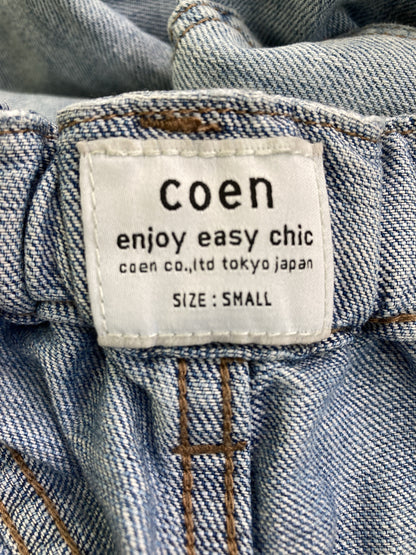 coen
enjoy easy chic
coen co.,ltd tokyo japan
SIZE : SMALL